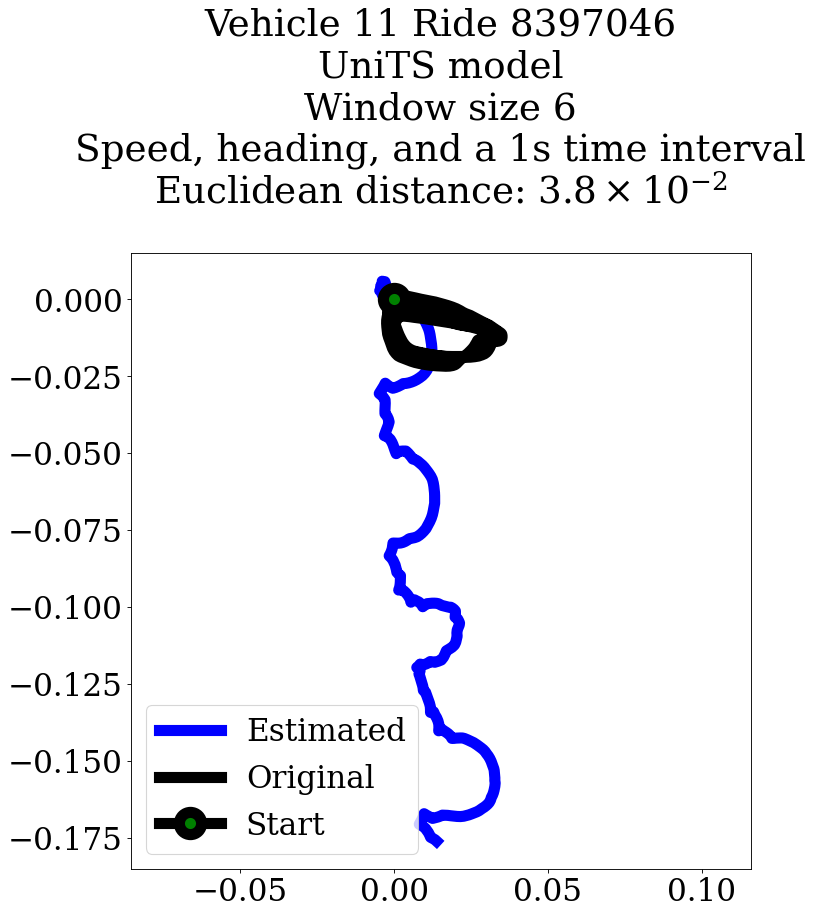 Vehicle 11 Ride 8397046
UniTS model
Window size 6
Speed, heading, and a 1s time interval
Euclidean distance: 3.8 × 10⁻²
0.000
−0.025
−0.050
−0.075
−0.100
−0.125
−0.150
−0.175
Estimated
Original
Start
−0.05 0.00 0.05 0.10